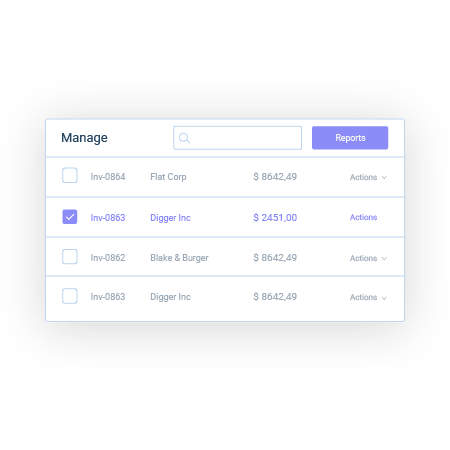 Manage Reports
Inv-0864 Flat Corp $ 8642,49 Actions
Inv-0863 Digger Inc $ 2451,00 Actions
Inv-0862 Blake & Burger $ 8642,49 Actions
Inv-0863 Digger Inc $ 8642,49 Actions